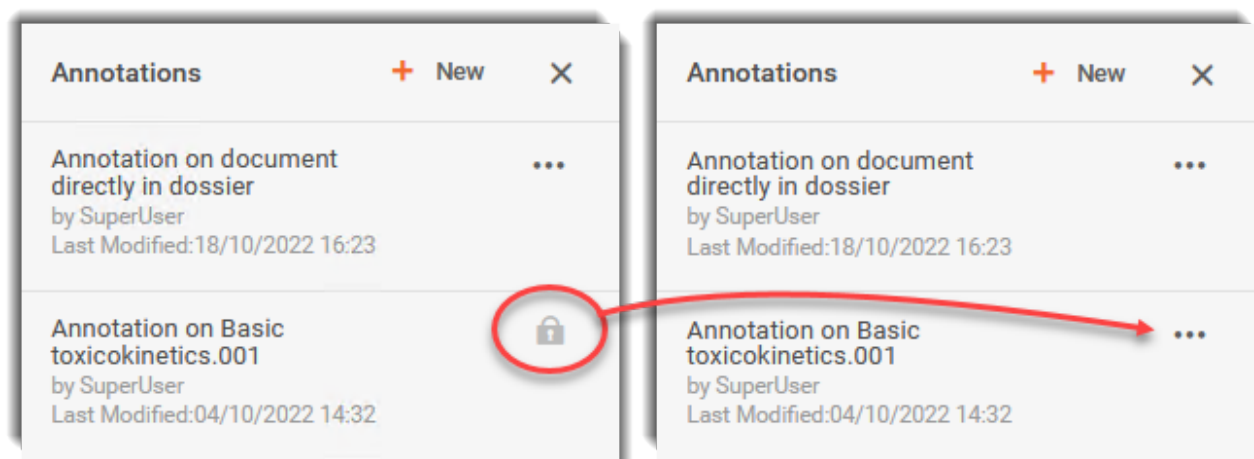 Annotations + New ×
Annotation on document
directly in dossier
by SuperUser
Last Modified:18/10/2022 16:23
Annotation on Basic
toxicokinetics.001
by SuperUser
Last Modified:04/10/2022 14:32
Annotations + New ×
Annotation on document
directly in dossier
by SuperUser
Last Modified:18/10/2022 16:23
Annotation on Basic
toxicokinetics.001
by SuperUser
Last Modified:04/10/2022 14:32